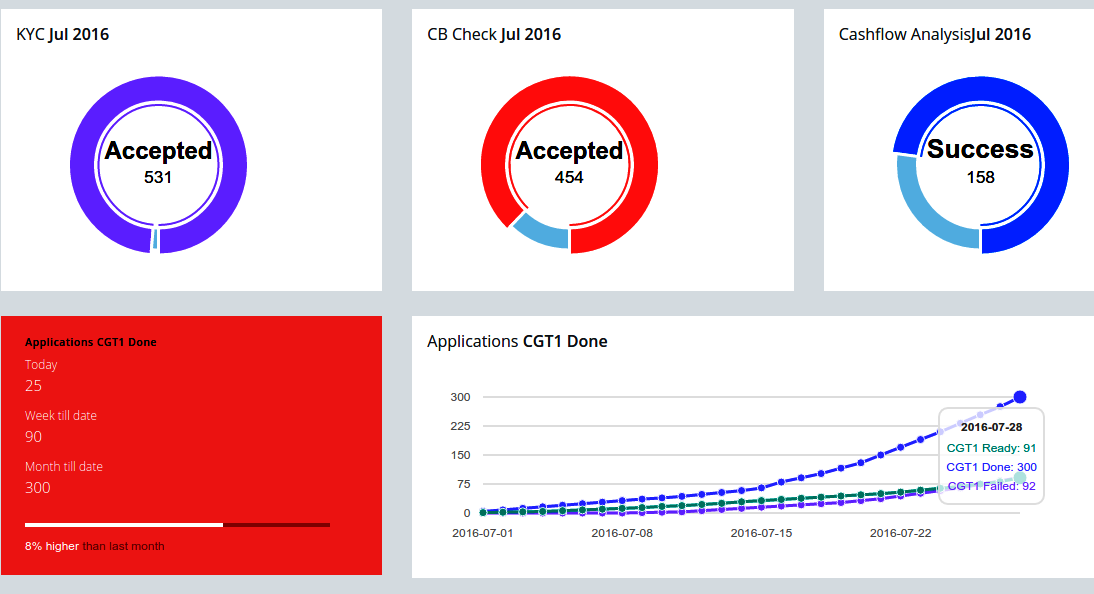 KYC Jul 2016
Accepted
531
CB Check Jul 2016
Accepted
454
Cashflow AnalysisJul 2016
Success
158
Applications CGT1 Done
Today
25
Week till date
90
Month till date
300
8% higher than last month
Applications CGT1 Done
300
225
150
75
0
2016-07-01
2016-07-08
2016-07-15
2016-07-22
2016-07-28
CGT1 Ready: 91
CGT1 Done: 300
CGT1 Failed: 92